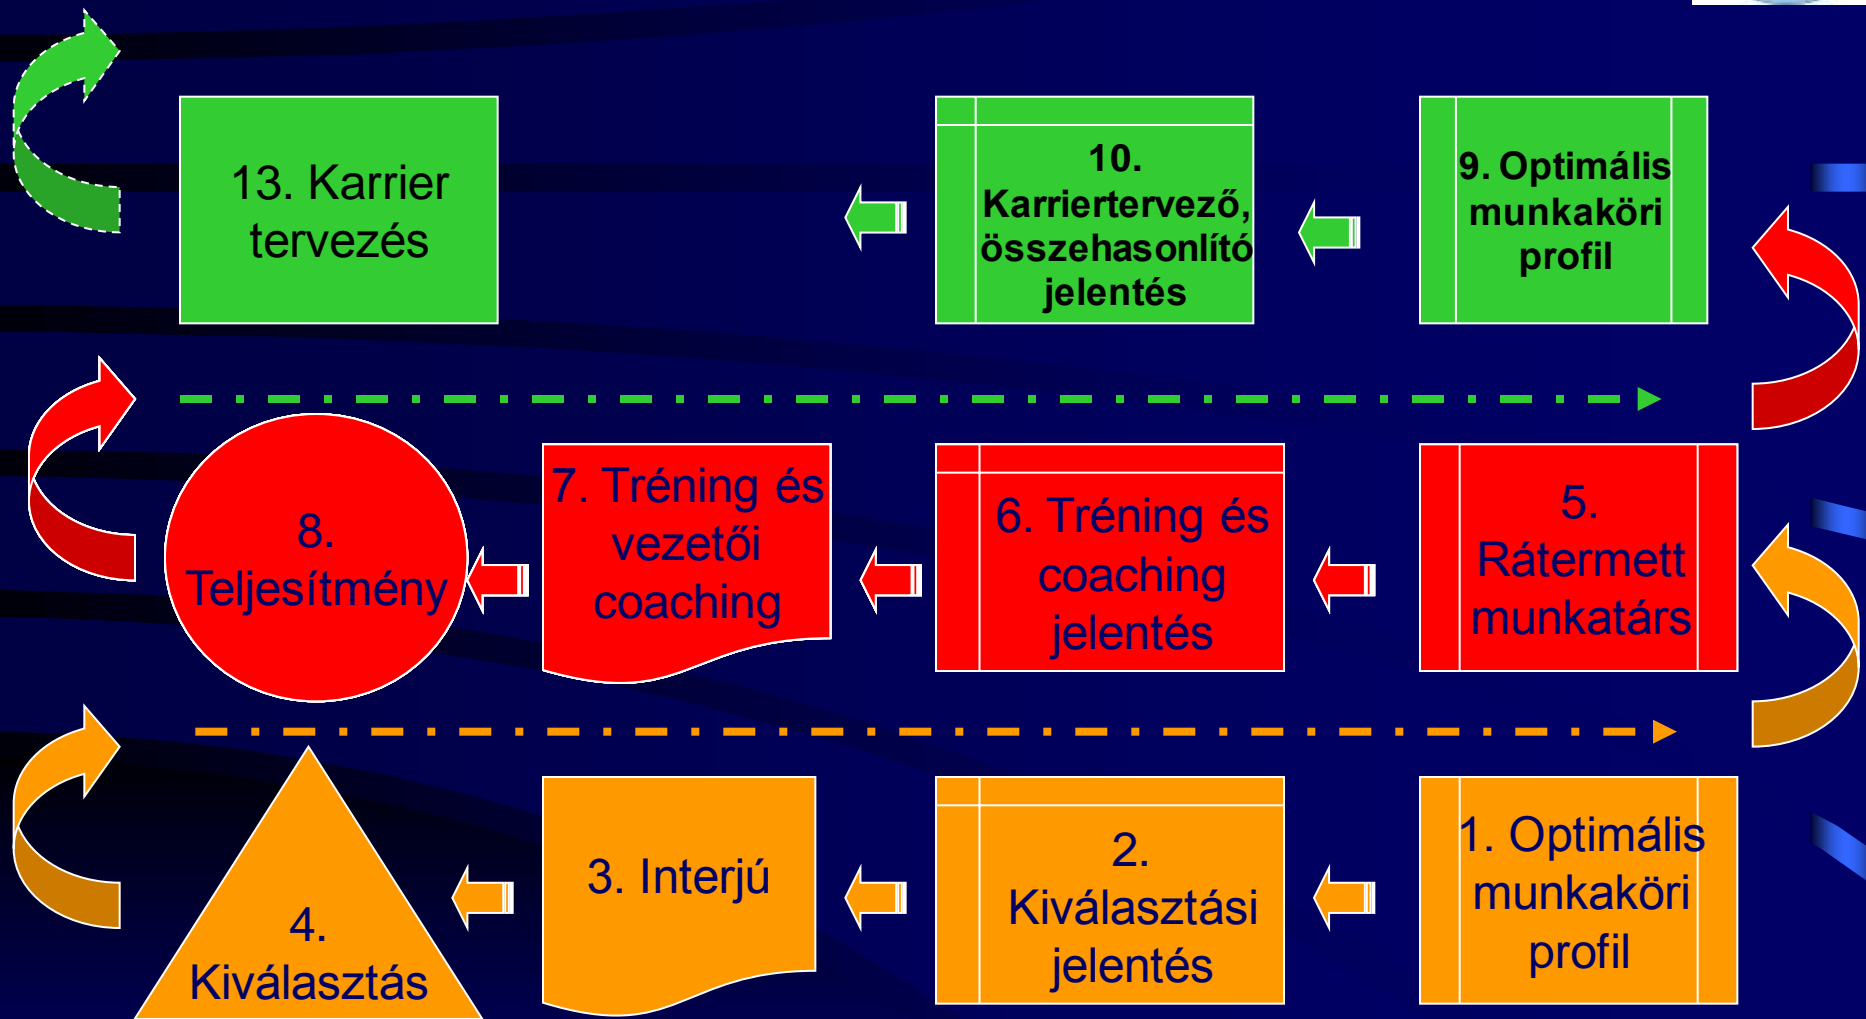 13. Karrier
tervezés
10.
Karriertervező,
összehasonlító
jelentés
9. Optimális
munkaköri
profil
8.
Teljesítmény
7. Tréning és
vezetői
coaching
6. Tréning és
coaching
jelentés
5.
Rátermett
munkatárs
4.
Kiválasztás
3. Interjú
2.
Kiválasztási
jelentés
1. Optimális
munkaköri
profil